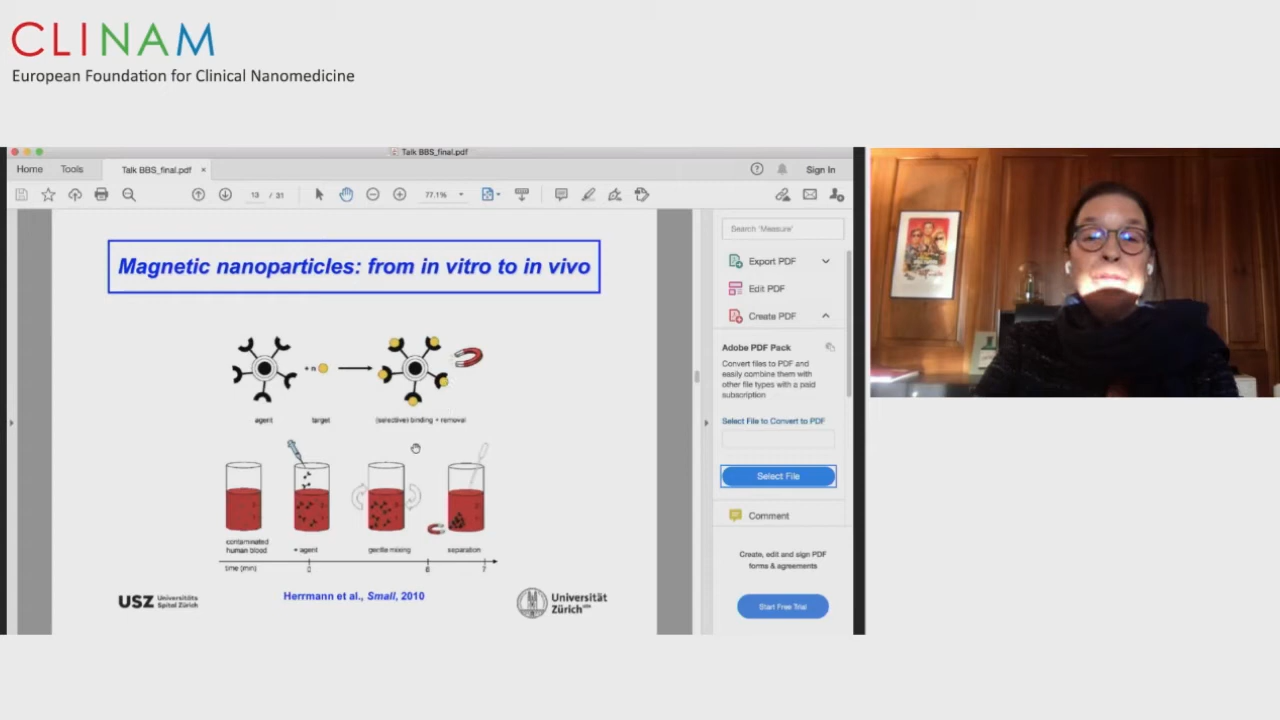 CLINAM
European Foundation for Clinical Nanomedicine
Talk BBS_final.pdf
Home
Tools
Talk BBS_final.pdf
×
Sign In
13 / 31
77.1%
Magnetic nanoparticles: from in vitro to in vivo
+ n
agent
target
(selective) binding + removal
contaminated
human blood
+ agent
gentle mixing
separation
time (min)
0
6
7
USZ Universitäts
Spital Zürich
Herrmann et al., Small, 2010
Universität
Zürich
Search 'Measure'
Export PDF
Edit PDF
Create PDF
Adobe PDF Pack
Convert files to PDF and
easily combine them with
other file types with a paid
subscription
Select File to Convert to PDF
Select File
Comment
Create, edit and sign PDF
forms & agreements
Start Free Trial